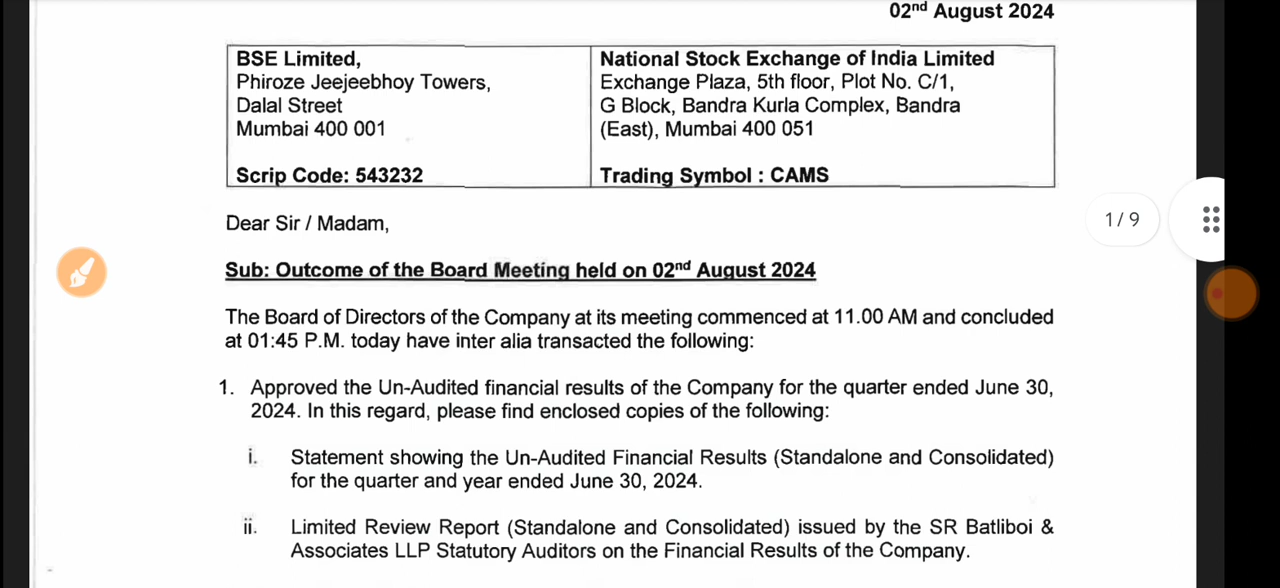 02nd August 2024
BSE Limited,
Phiroze Jeejeebhoy Towers,
Dalal Street
Mumbai 400 001
Scrip Code: 543232
National Stock Exchange of India Limited
Exchange Plaza, 5th floor, Plot No. C/1,
G Block, Bandra Kurla Complex, Bandra
(East), Mumbai 400 051
Trading Symbol : CAMS
Dear Sir / Madam,
1 / 9
Sub: Outcome of the Board Meeting held on 02nd August 2024
The Board of Directors of the Company at its meeting commenced at 11.00 AM and concluded
at 01:45 P.M. today have inter alia transacted the following:
1. Approved the Un-Audited financial results of the Company for the quarter ended June 30,
2024. In this regard, please find enclosed copies of the following:
i. Statement showing the Un-Audited Financial Results (Standalone and Consolidated)
for the quarter and year ended June 30, 2024.
ii. Limited Review Report (Standalone and Consolidated) issued by the SR Batliboi &
Associates LLP Statutory Auditors on the Financial Results of the Company.